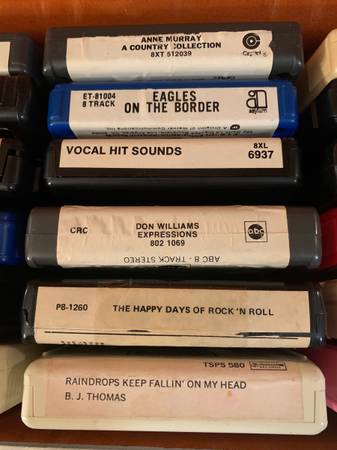 ANNE MURRAY
A COUNTRY COLLECTION
8XT 512039
ET-81004
8 TRACK
EAGLES
ON THE BORDER
VOCAL HIT SOUNDS
8XL
6937
CRC
DON WILLIAMS
EXPRESSIONS
802 1069
abc
ABC 8 - TRACK STEREO
P8-1260
THE HAPPY DAYS OF ROCK 'N ROLL
TSPS 580
RAINDROPS KEEP FALLIN' ON MY HEAD
B. J. THOMAS